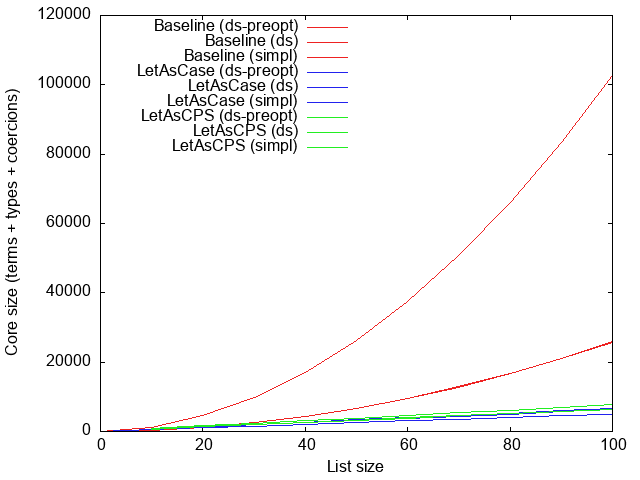 120000
100000
80000
60000
40000
20000
0
Core size (terms + types + coercions)
Baseline (ds-preopt)
Baseline (ds)
Baseline (simpl)
LetAsCase (ds-preopt)
LetAsCase (ds)
LetAsCase (simpl)
LetAsCPS (ds-preopt)
LetAsCPS (ds)
LetAsCPS (simpl)
0 20 40 60 80 100
List size